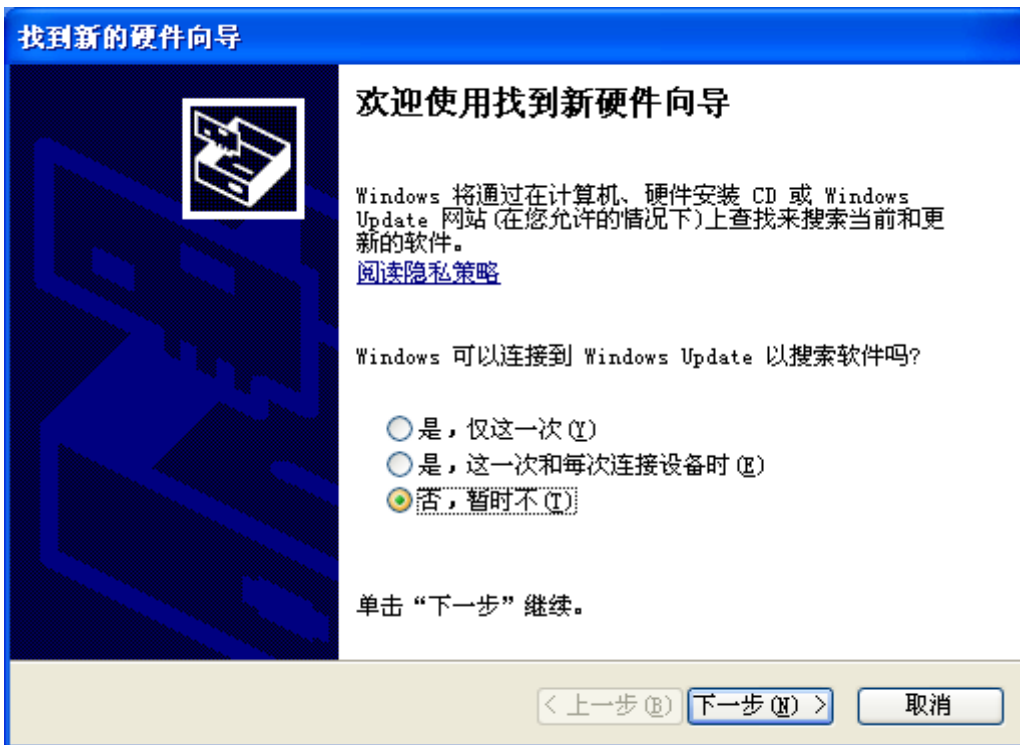 找到新的硬件向导
欢迎使用找到新硬件向导
Windows 将通过在计算机、硬件安装 CD 或 Windows
Update 网站(在您允许的情况下)上查找来搜索当前和更
新的软件。
阅读隐私策略
Windows 可以连接到 Windows Update 以搜索软件吗?
是，仅这一次(Y)
是，这一次和每次连接设备时(E)
否，暂时不(T)
单击“下一步”继续。
< 上一步(B) 下一步(N) > 取消